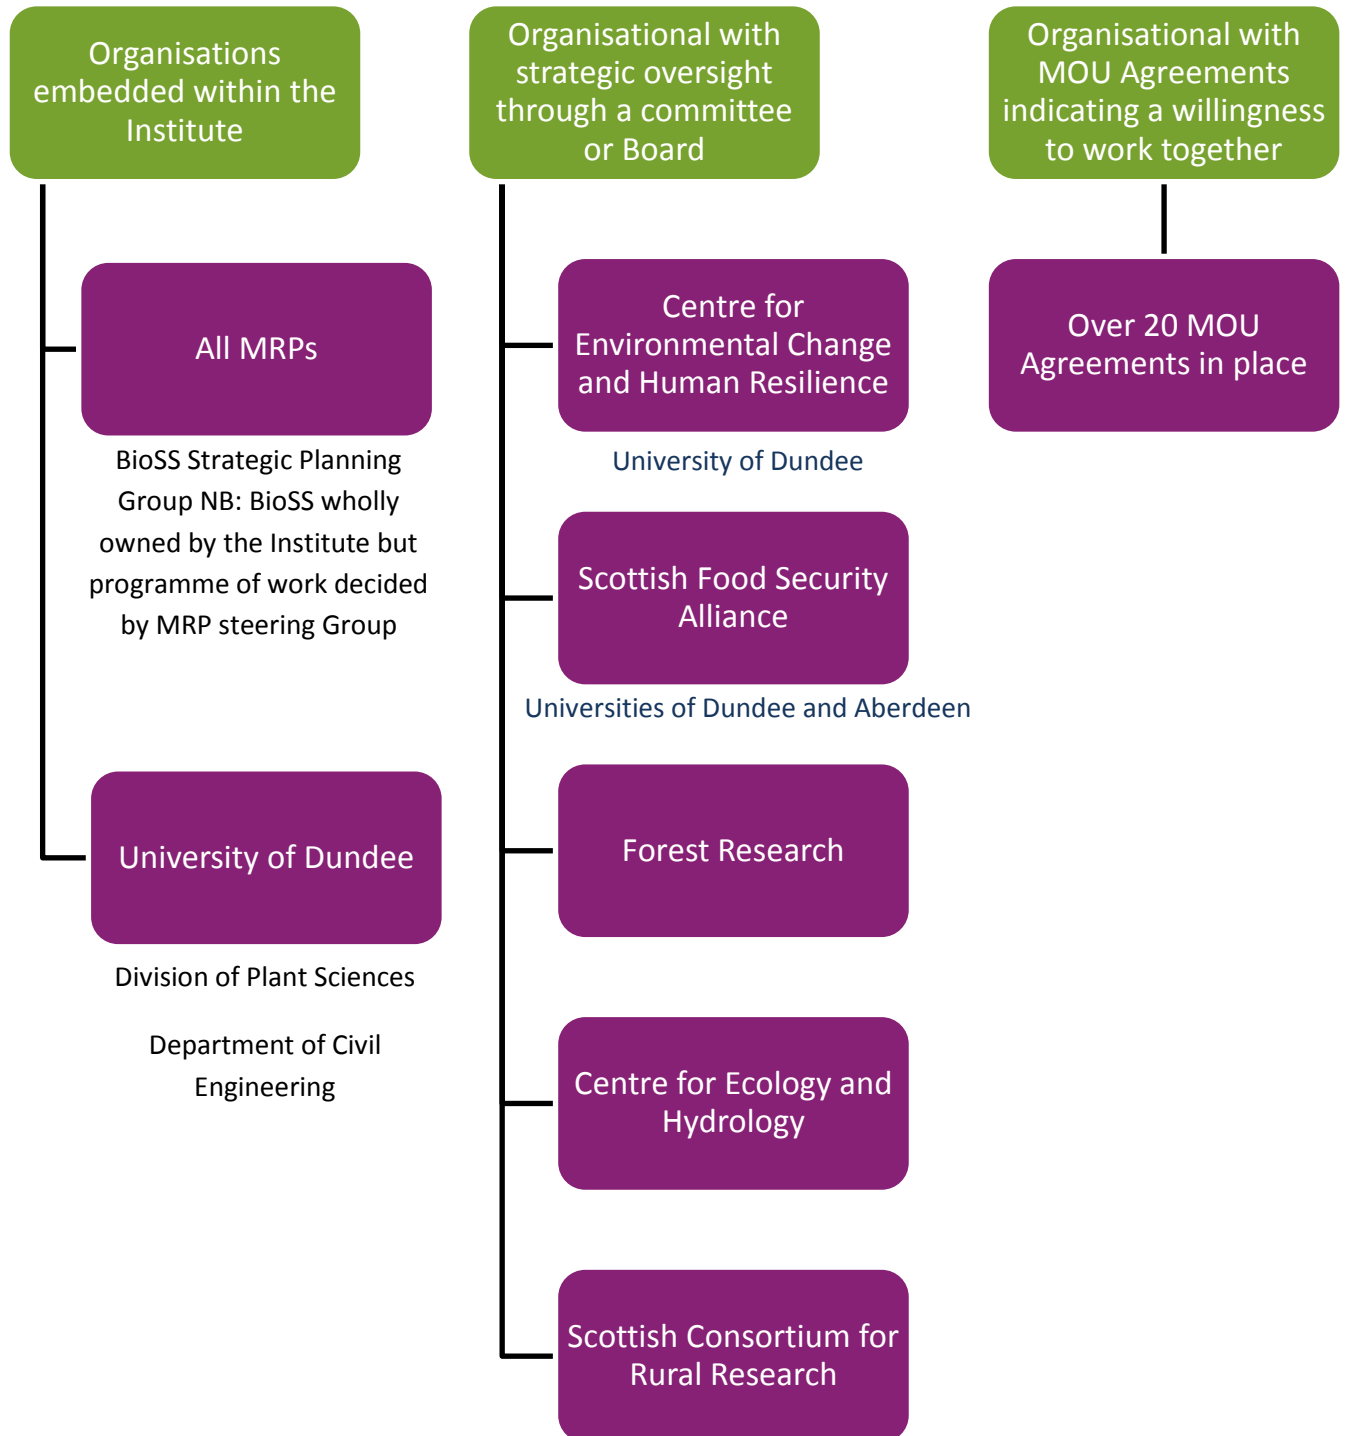 Organisations
embedded within the
Institute
All MRPs
BioSS Strategic Planning
Group NB: BioSS wholly
owned by the Institute but
programme of work decided
by MRP steering Group
University of Dundee
Division of Plant Sciences
Department of Civil
Engineering
Organisational with
strategic oversight
through a committee
or Board
Centre for
Environmental Change
and Human Resilience
University of Dundee
Scottish Food Security
Alliance
Universities of Dundee and Aberdeen
Forest Research
Centre for Ecology and
Hydrology
Scottish Consortium for
Rural Research
Organisational with
MOU Agreements
indicating a willingness
to work together
Over 20 MOU
Agreements in place